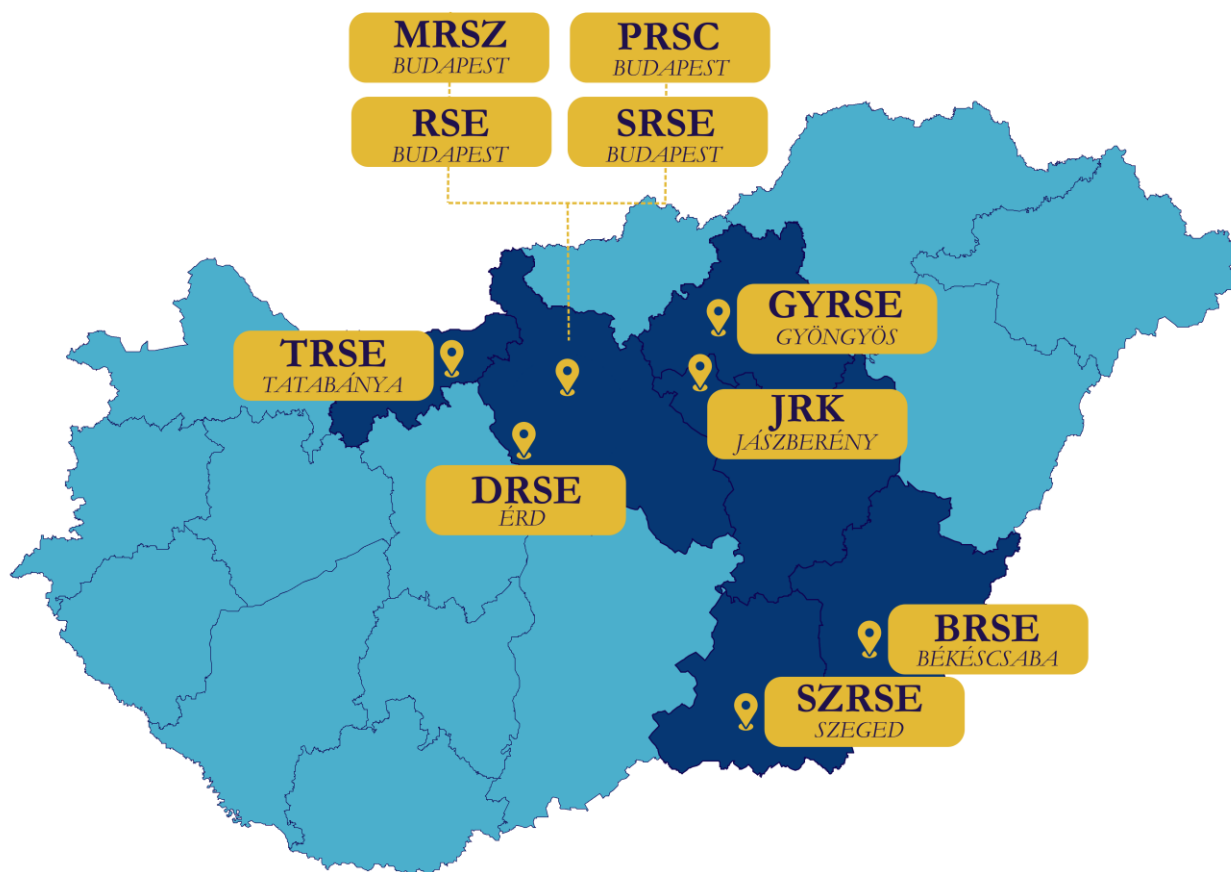 MRSZ
BUDAPEST
PRSC
BUDAPEST
RSE
BUDAPEST
SRSE
BUDAPEST
GYRSE
GYÖNGYÖS
TRSE
TATABÁNYA
JRK
JÁSZBERÉNY
DRSE
ÉRD
BRSE
BÉKÉSCSABA
SZRSE
SZEGED